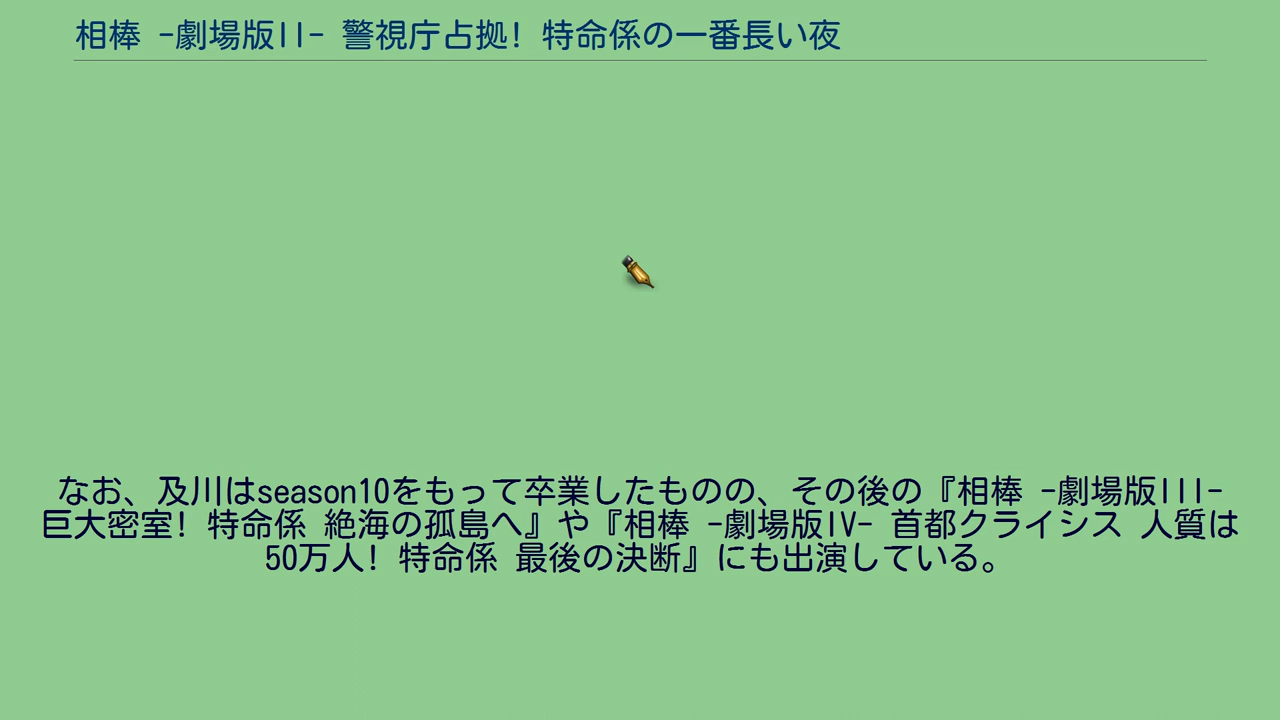 相棒 -劇場版II- 警視庁占拠! 特命係の一番長い夜
なお、及川はseason10をもって卒業したものの、その後の『相棒 -劇場版III-
巨大密室! 特命係 絶海の孤島へ』や『相棒 -劇場版IV- 首都クライシス 人質は
50万人! 特命係 最後の決断』にも出演している。